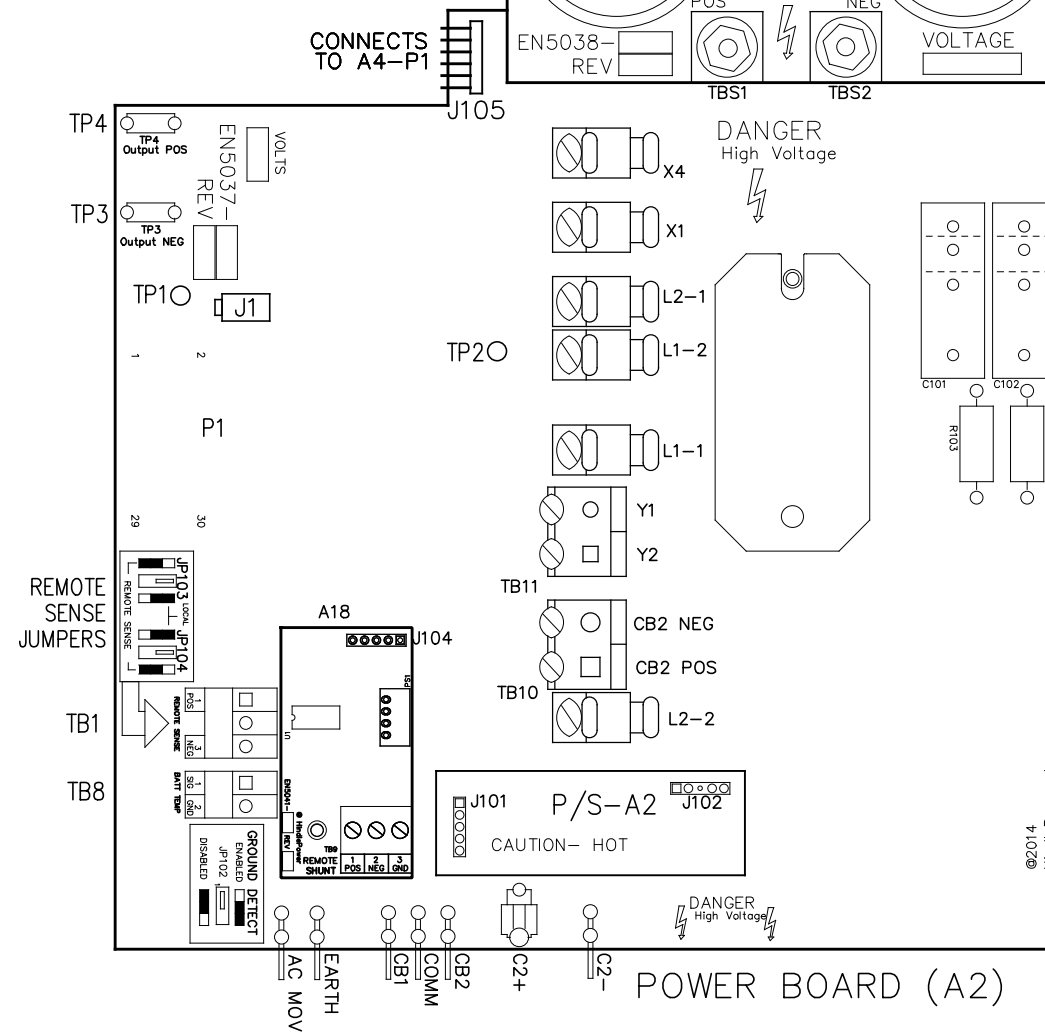 CONNECTS
TO A4-P1
J105
POS
NEG
EN5038-
REV
VOLTAGE
TBS1
TBS2
TP4
TP4
Output POS
EN5037-
REV
VOLTS
TP3
TP3
Output NEG
TP1
J1
DANGER
High Voltage
X4
X1
L2-1
TP2
L1-2
L1-1
1
2
P1
29
30
C101
C102
R103
Y1
Y2
TB11
CB2 NEG
CB2 POS
TB10
L2-2
REMOTE
SENSE
JUMPERS
JP103
LOCAL
REMOTE SENSE
JP104
A18
J104
TB1
REMOTE SENSE
1
POS
3
NEG
TB8
BATT TEMP
1
SIG
2
GND
EN5041-
REV
© HindlePower
TB9
REMOTE
SHUNT
1
POS
2
NEG
3
GND
J101
P/S-A2
J102
CAUTION- HOT
GROUND DETECT
ENABLED
JP102
1
DISABLED
DANGER
High Voltage
©2014
AC MOV
EARTH
CB1
COMM
CB2
C2+
C2-
POWER BOARD (A2)